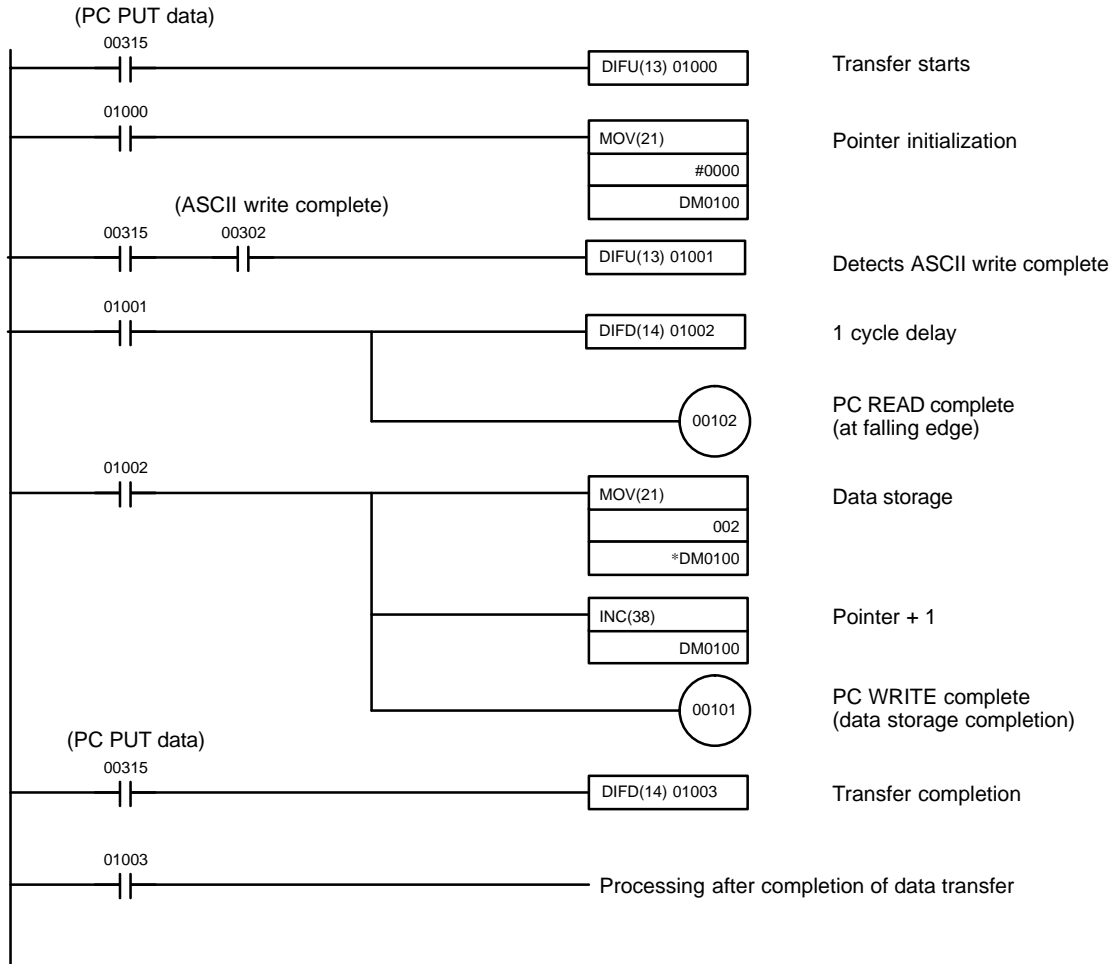 (PC PUT data)
00315
DIFU(13) 01000
Transfer starts
01000
MOV(21)
#0000
DM0100
Pointer initialization
(ASCII write complete)
00315
00302
DIFU(13) 01001
Detects ASCII write complete
01001
DIFD(14) 01002
1 cycle delay
00102
PC READ complete
(at falling edge)
01002
MOV(21)
002
*DM0100
Data storage
INC(38)
DM0100
Pointer + 1
00101
PC WRITE complete
(data storage completion)
(PC PUT data)
00315
DIFD(14) 01003
Transfer completion
01003
Processing after completion of data transfer